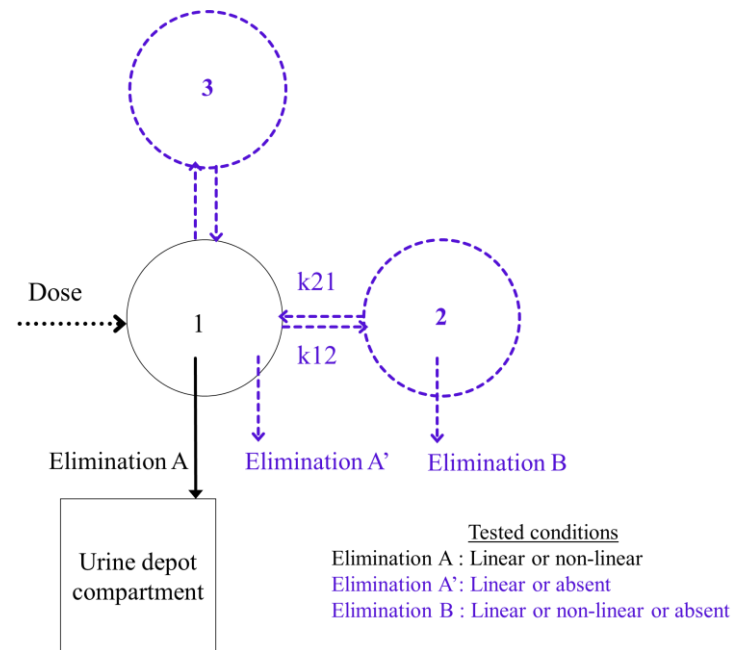 3
Dose
1
k21
k12
2
Elimination A
Elimination A’
Elimination B
Urine depot
compartment
Tested conditions
Elimination A : Linear or non-linear
Elimination A’: Linear or absent
Elimination B : Linear or non-linear or absent